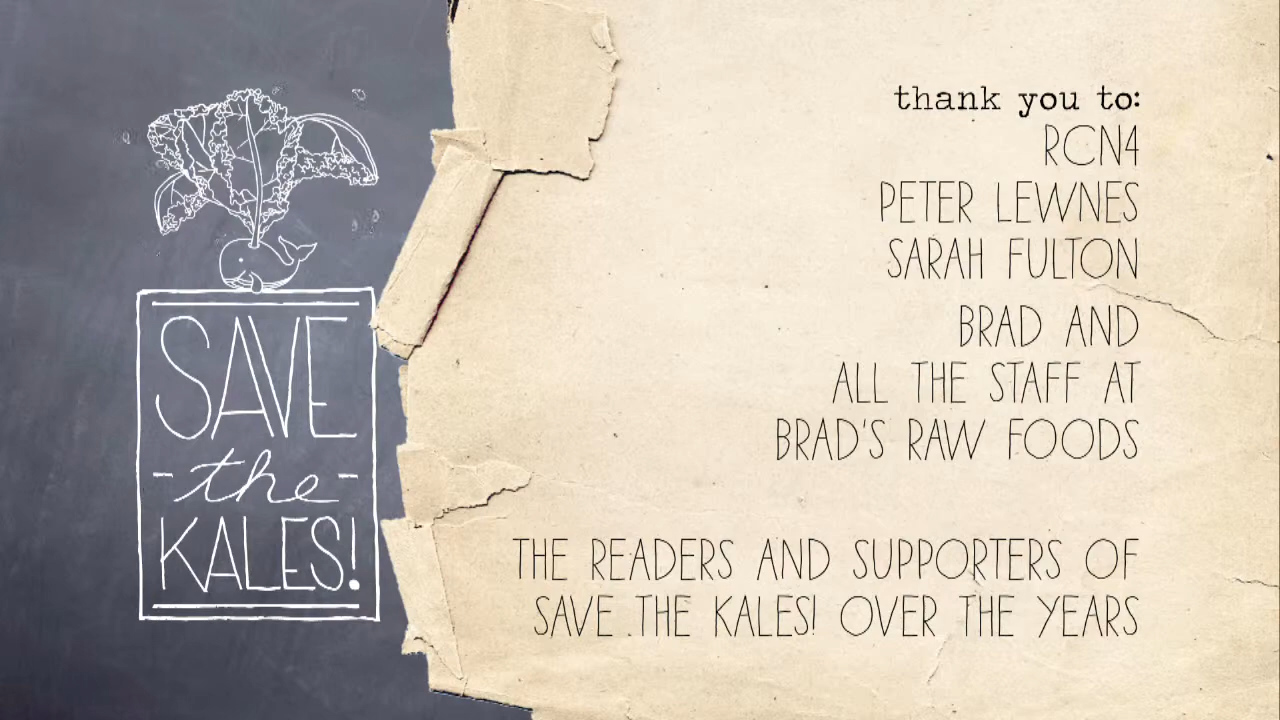 SAVE
-the-
KALES!
thank you to:
RCN4
PETER LEWNES
SARAH FULTON
BRAD AND
ALL THE STAFF AT
BRAD'S RAW FOODS
THE READERS AND SUPPORTERS OF
SAVE THE KALES! OVER THE YEARS